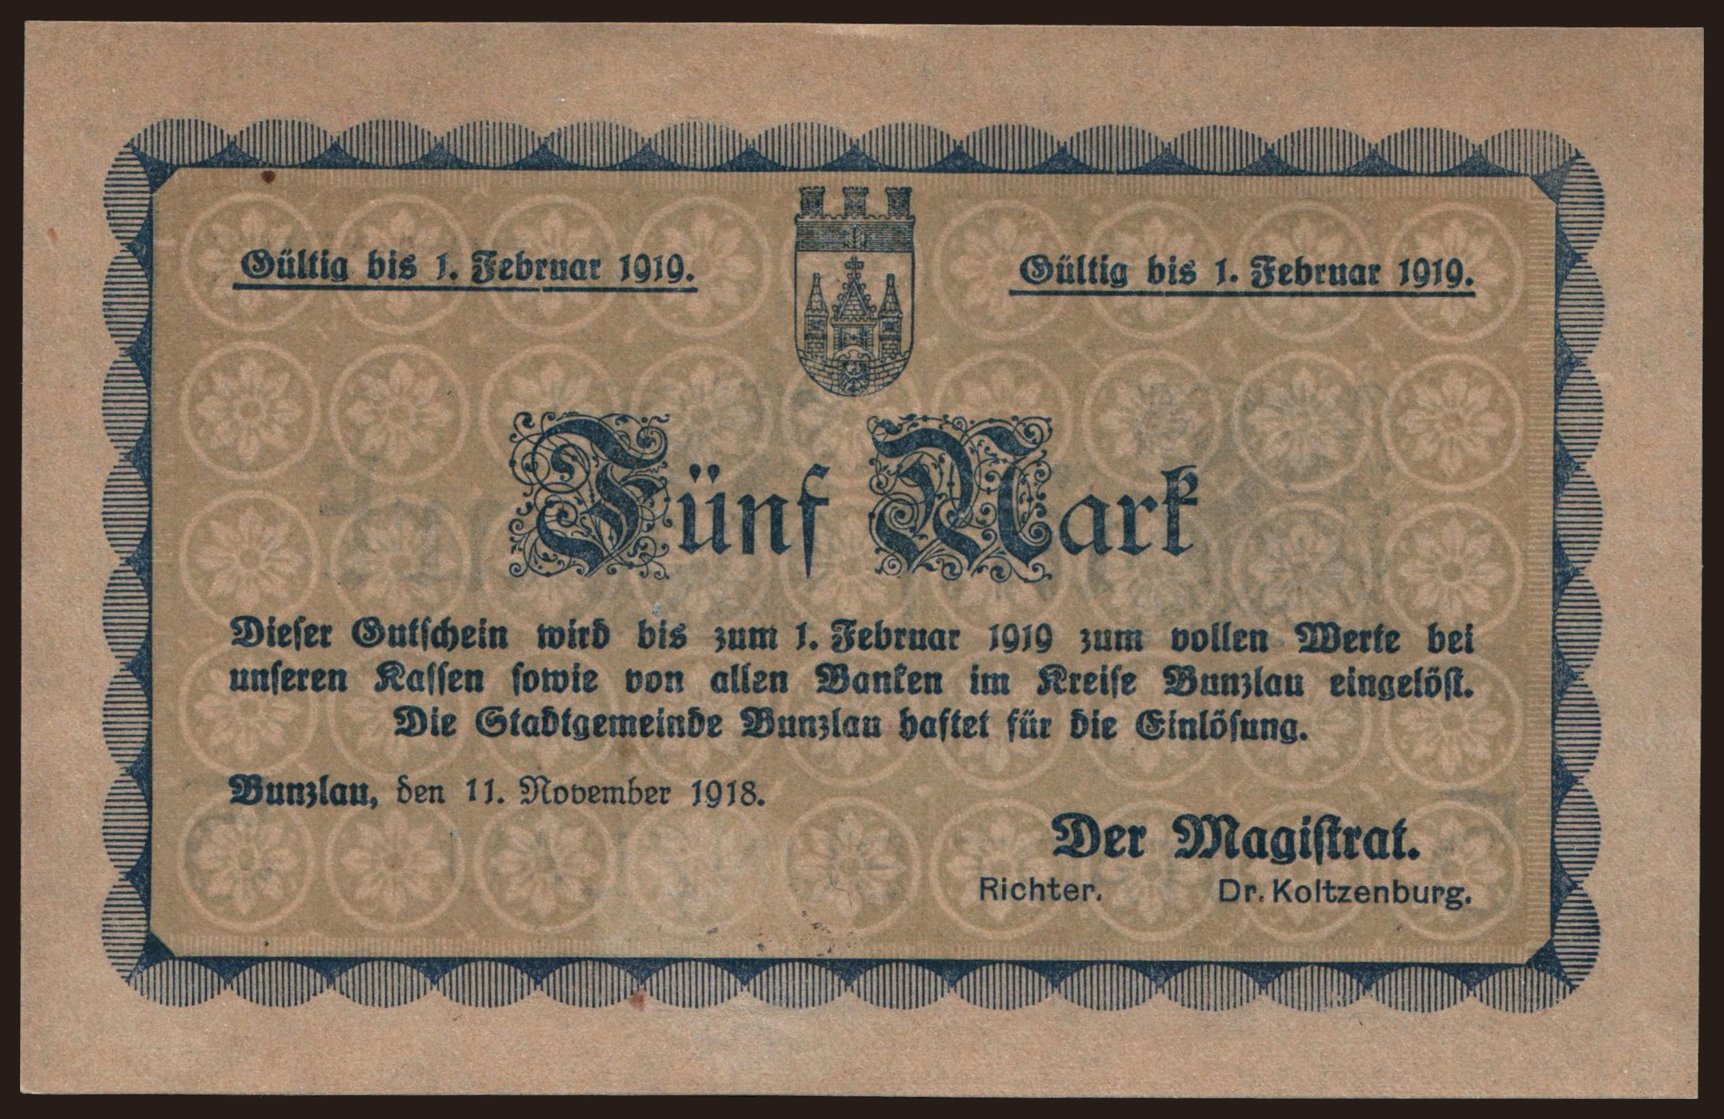 Gültig bis 1. Februar 1919.
Gültig bis 1. Februar 1919.
Fünf Mark
Dieser Gutschein wird bis zum 1. Februar 1919 zum vollen Werte bei
unseren Kassen sowie von allen Banken im Kreise Bunzlau eingelöst.
Die Stadtgemeinde Bunzlau haftet für die Einlösung.
Bunzlau, den 11. November 1918.
Der Magistrat.
Richter. Dr. Koltzenburg.